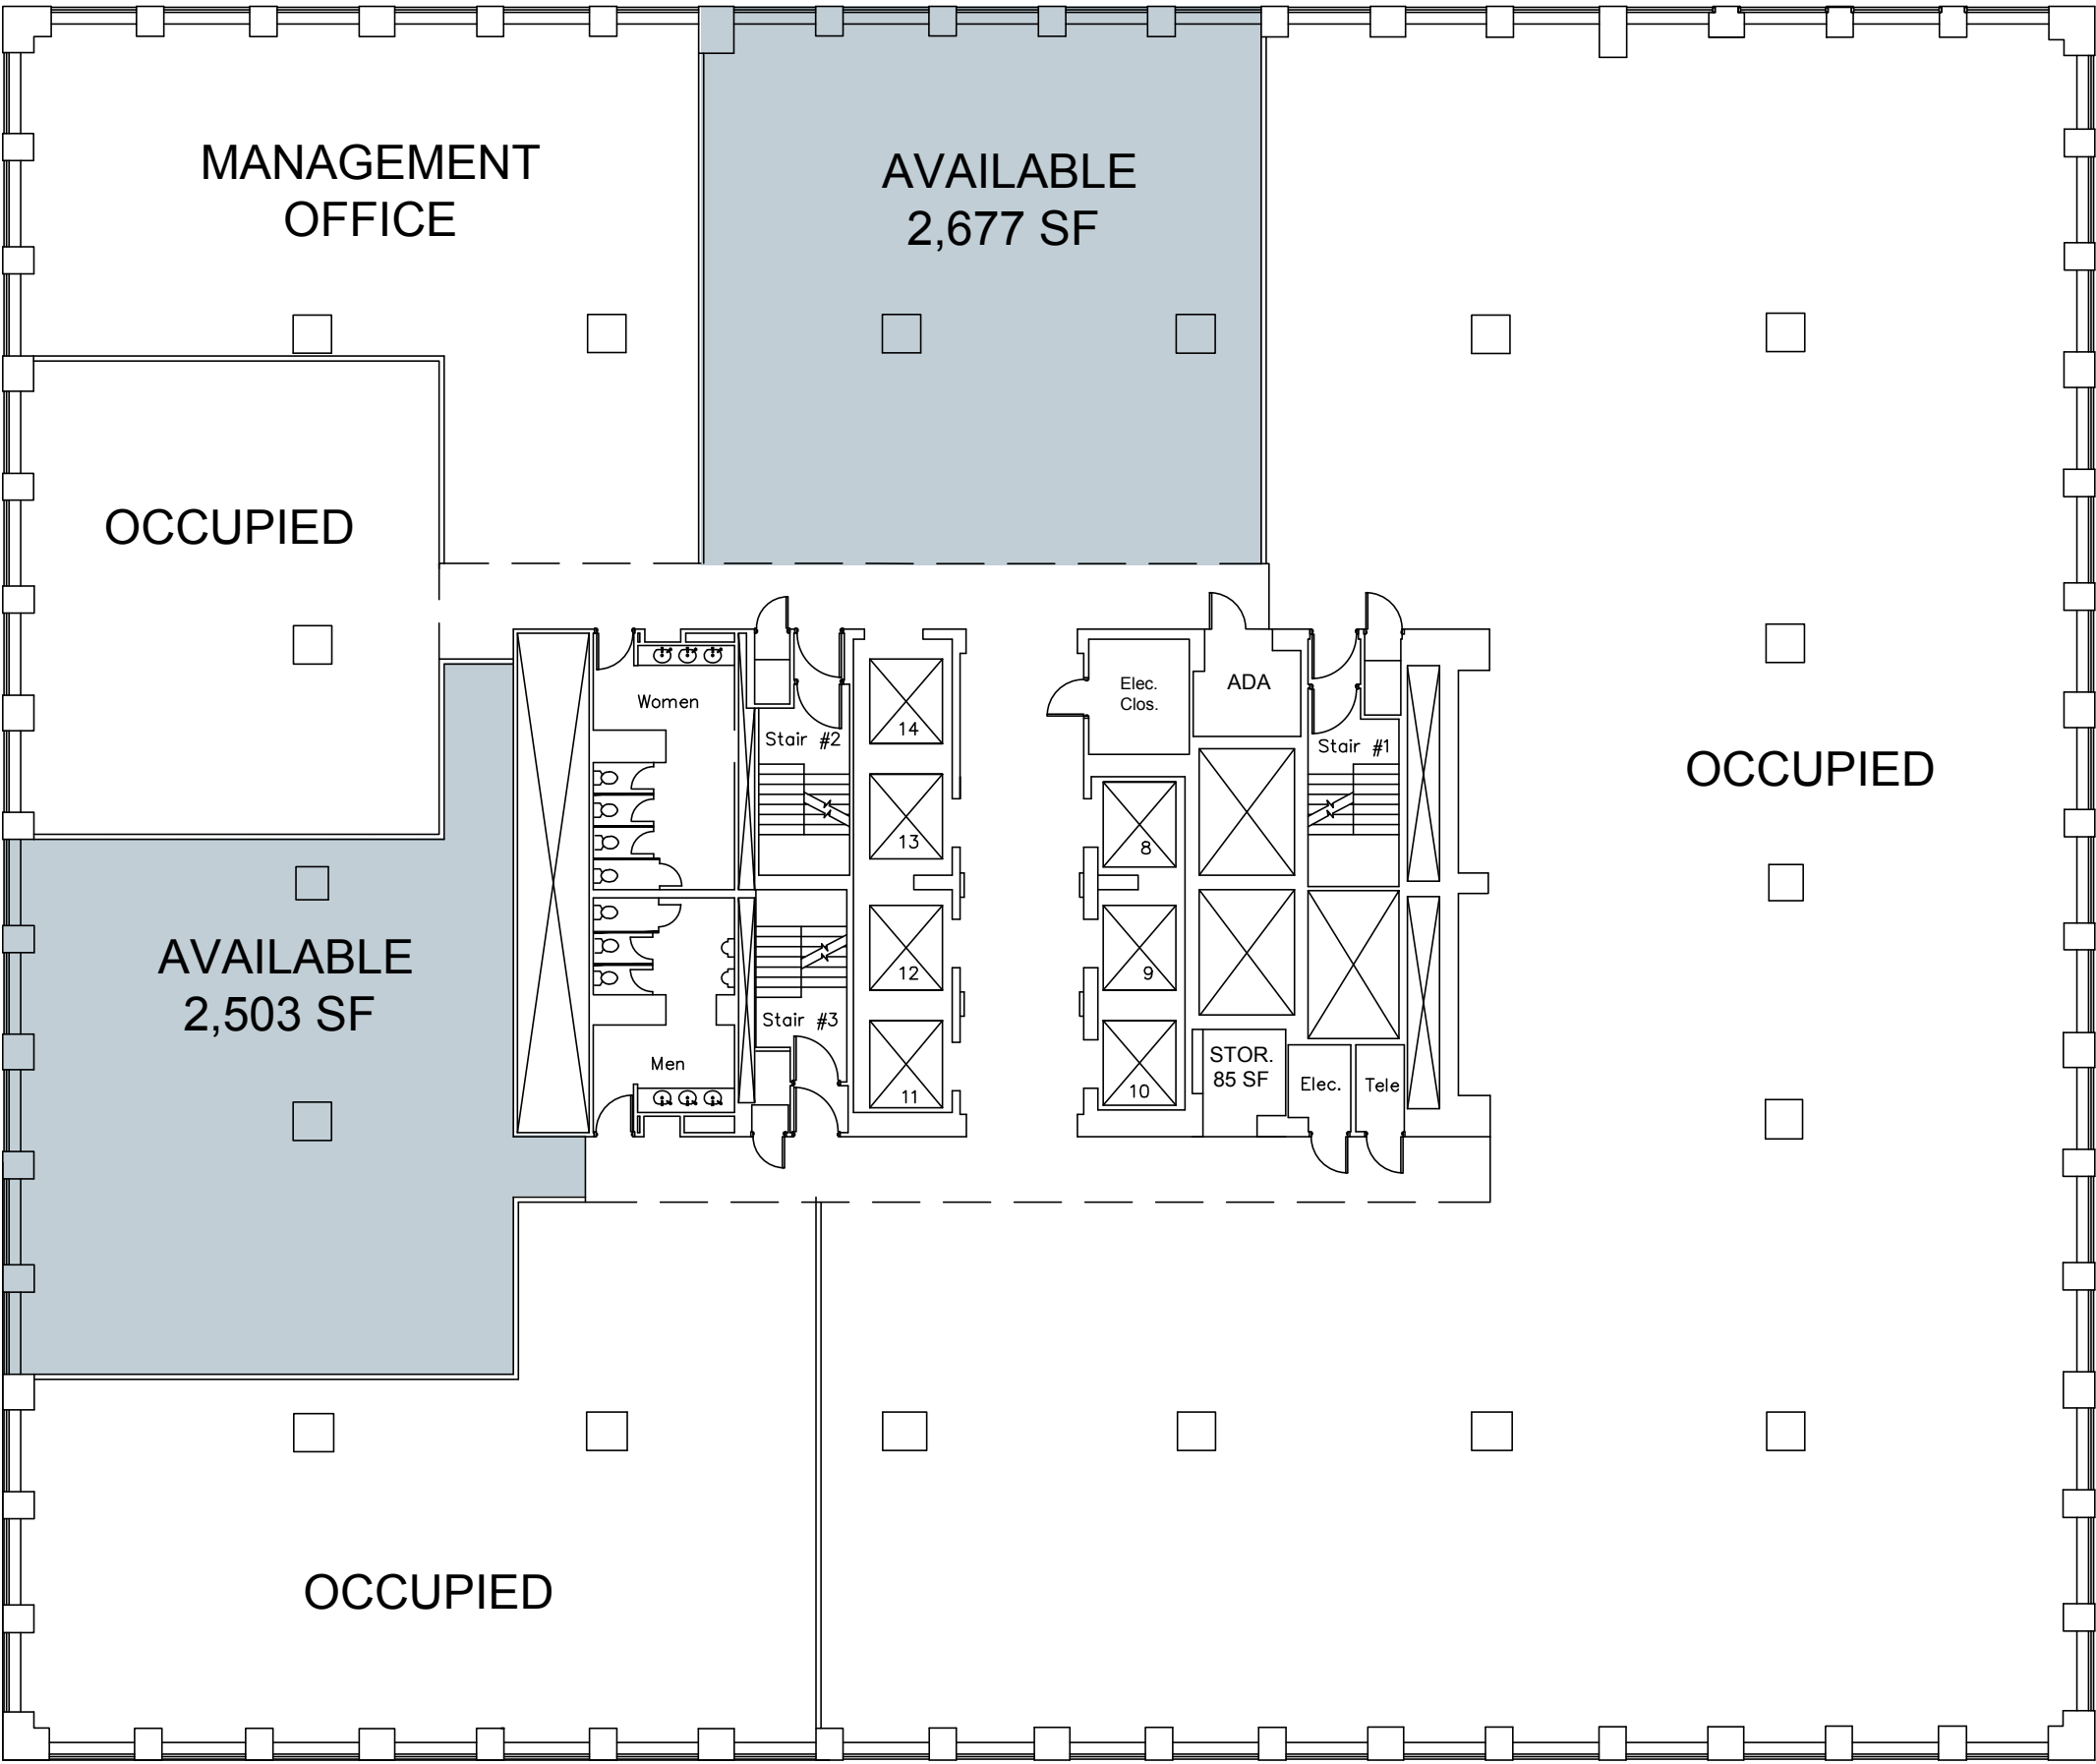 MANAGEMENT
OFFICE
AVAILABLE
2,677 SF
OCCUPIED
AVAILABLE
2,503 SF
OCCUPIED
OCCUPIED
Women
Men
Stair #2
Stair #3
14
13
12
11
Elec.
Clos.
ADA
8
9
10
Stair #1
STOR.
85 SF
Elec.
Tele